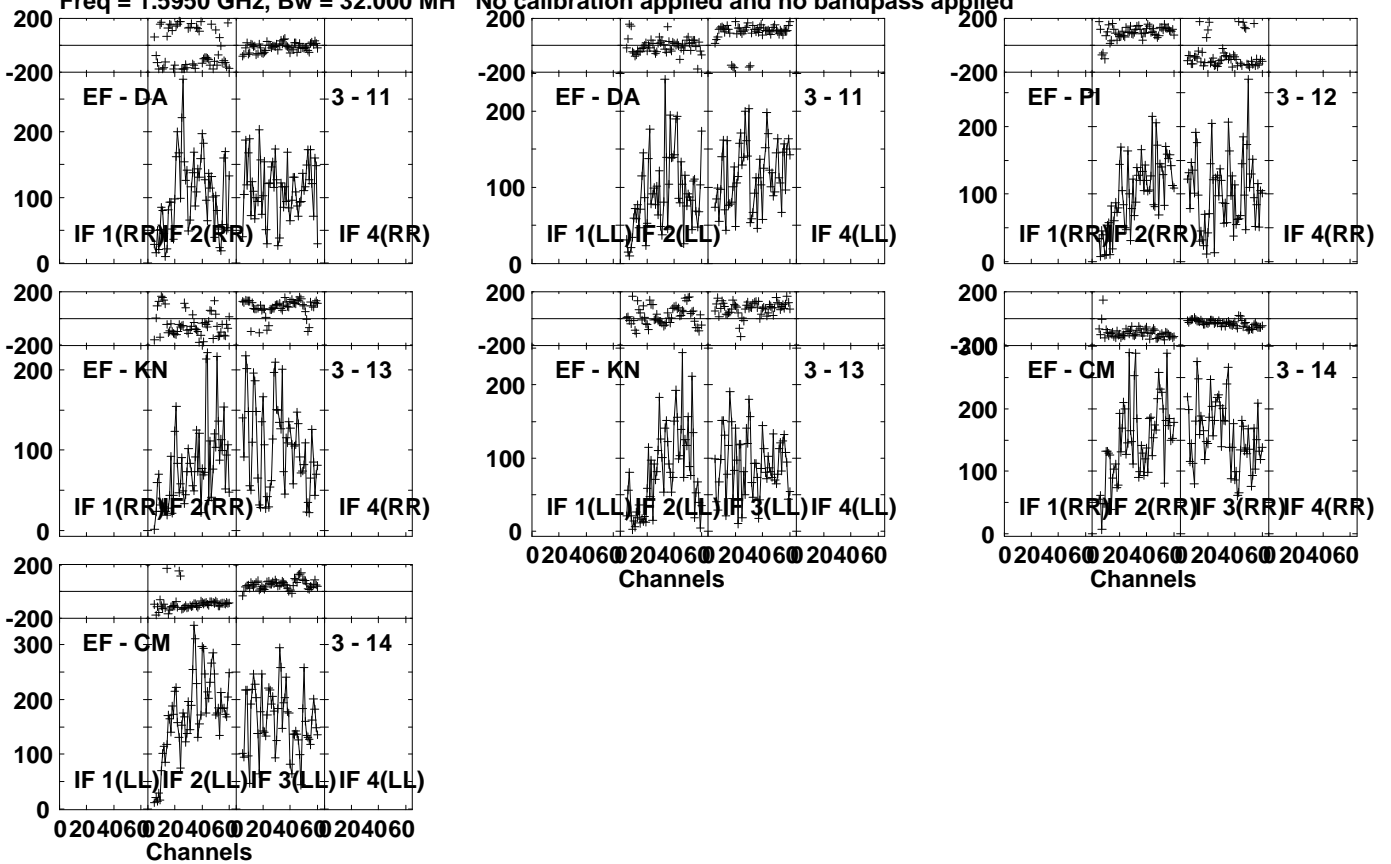 Freq = 1.5950 GHz, Bw = 32.000 MH No calibration applied and no bandpass applied
200
-200
EF - DA
3 - 11
200
100
0
IF 1(RR)
IF 2(RR)
IF 4(RR)
200
-200
EF - DA
3 - 11
200
100
0
IF 1(LL)
IF 2(LL)
IF 4(LL)
200
-200
EF - PI
3 - 12
200
100
0
IF 1(RR)
IF 2(RR)
IF 4(RR)
200
-200
EF - KN
3 - 13
200
100
0
IF 1(RR)
IF 2(RR)
IF 4(RR)
200
-200
EF - KN
3 - 13
200
100
0
IF 1(LL)
IF 2(LL)
IF 3(LL)
IF 4(LL)
0 20 40 60 0 20 40 60 0 20 40 60 0 20 40 60
Channels
200
-200
300
EF - CM
3 - 14
200
100
0
IF 1(RR)
IF 2(RR)
IF 3(RR)
IF 4(RR)
0 20 40 60 0 20 40 60 0 20 40 60 0 20 40 60
Channels
200
-200
EF - CM
3 - 14
300
200
100
0
IF 1(LL)
IF 2(LL)
IF 3(LL)
IF 4(LL)
0 20 40 60 0 20 40 60 0 20 40 60 0 20 40 60
Channels